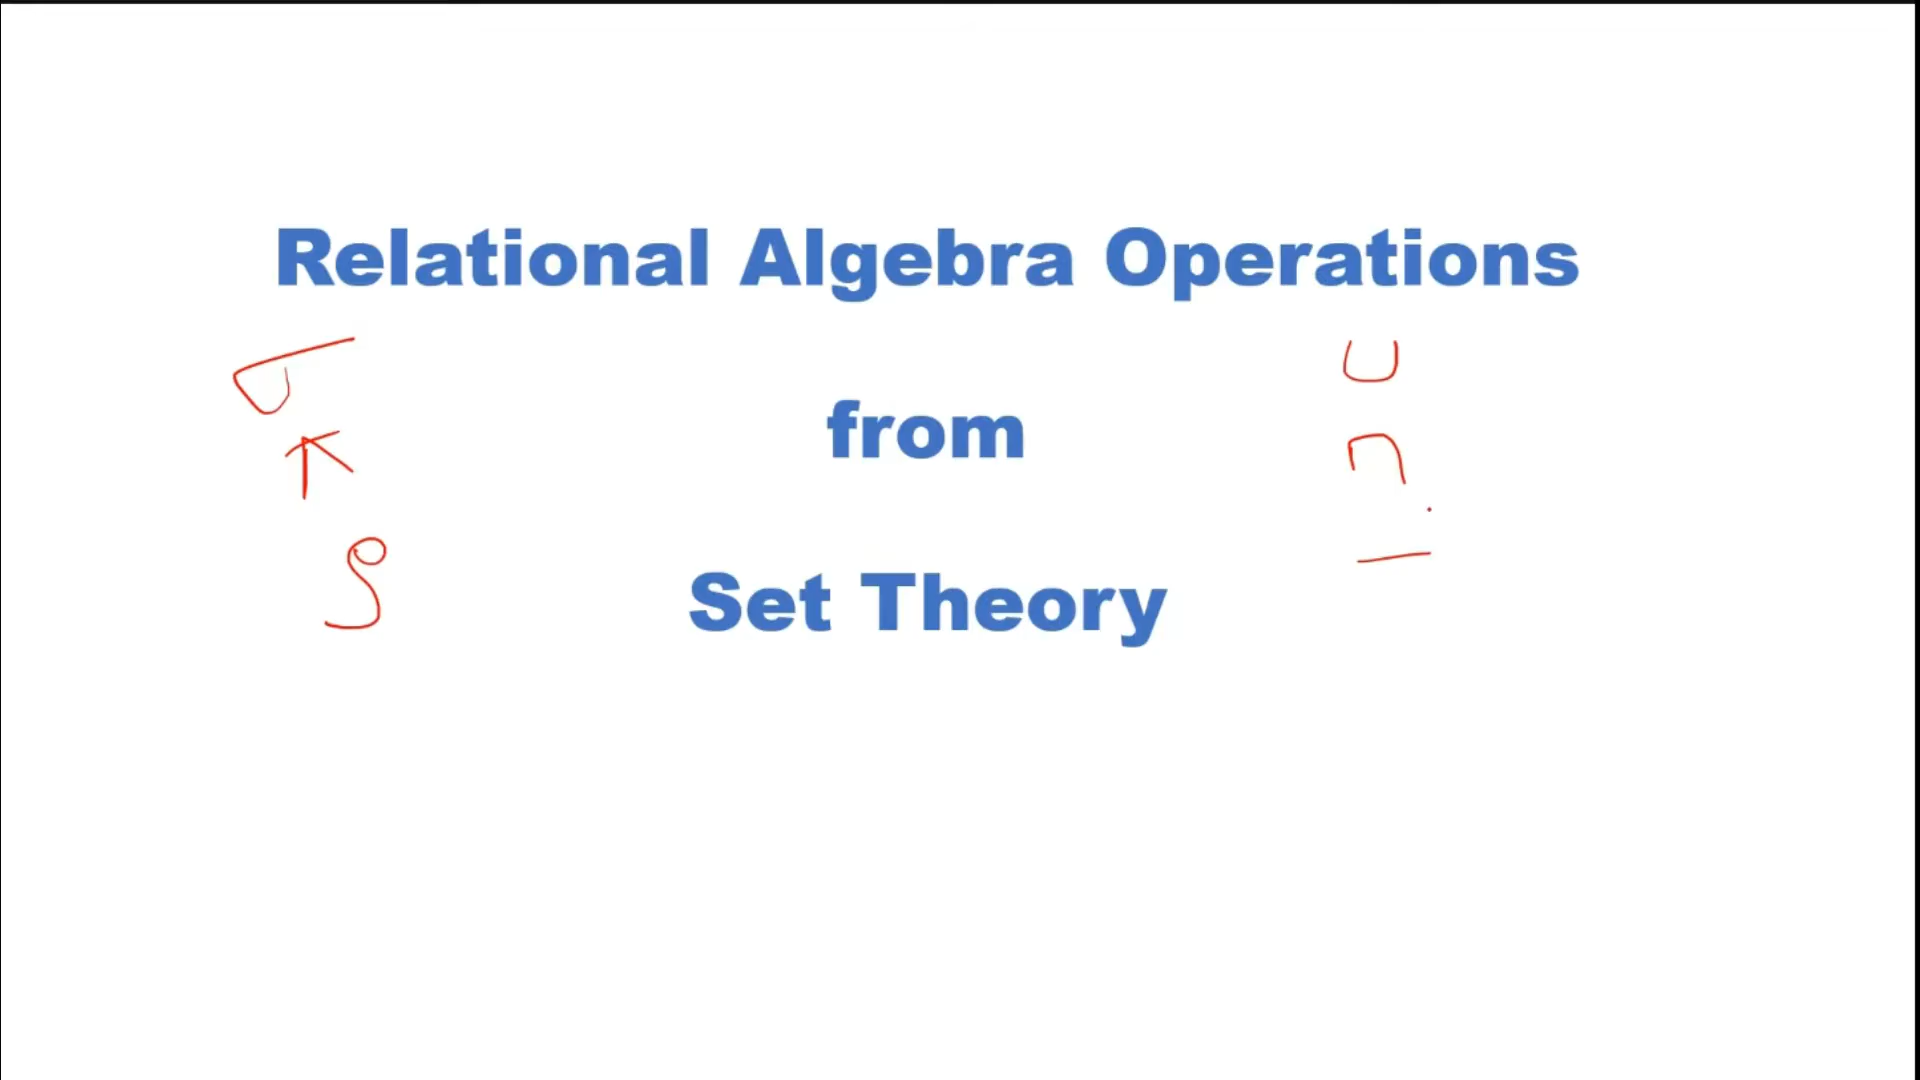 Relational Algebra Operations
σ
∪
from
∩
Set Theory
—